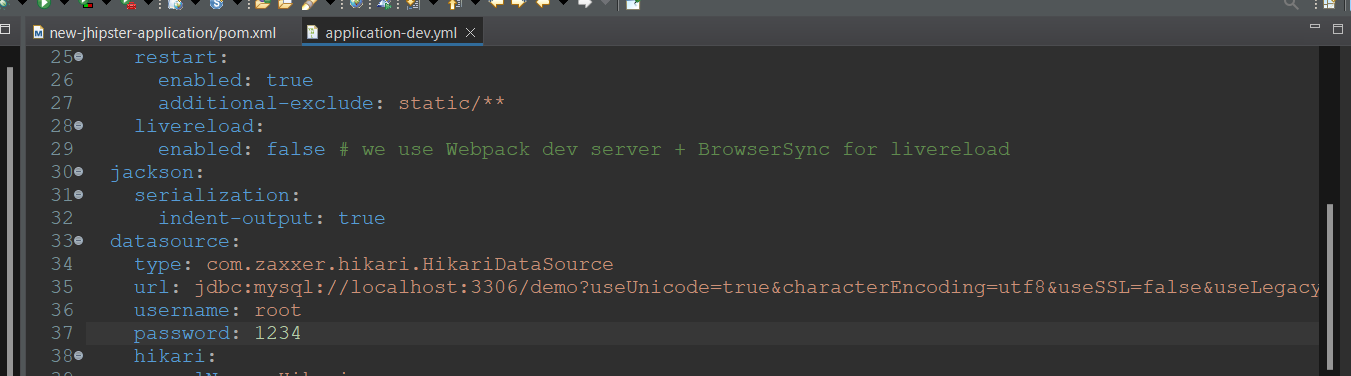 new-jhipster-application/pom.xml application-dev.yml
25 restart:
26 enabled: true
27 additional-exclude: static/**
28 livereload:
29 enabled: false # we use Webpack dev server + BrowserSync for livereload
30 jackson:
31 serialization:
32 indent-output: true
33 datasource:
34 type: com.zaxxer.hikari.HikariDataSource
35 url: jdbc:mysql://localhost:3306/demo?useUnicode=true&characterEncoding=utf8&useSSL=false&useLegacy
36 username: root
37 password: 1234
38 hikari: